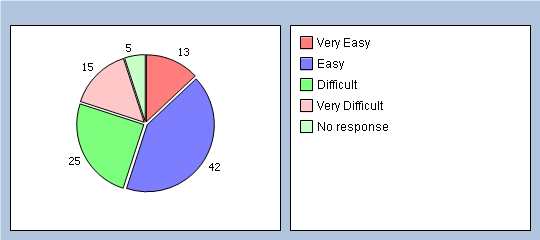 5
13
15
25
42
Very Easy
Easy
Difficult
Very Difficult
No response